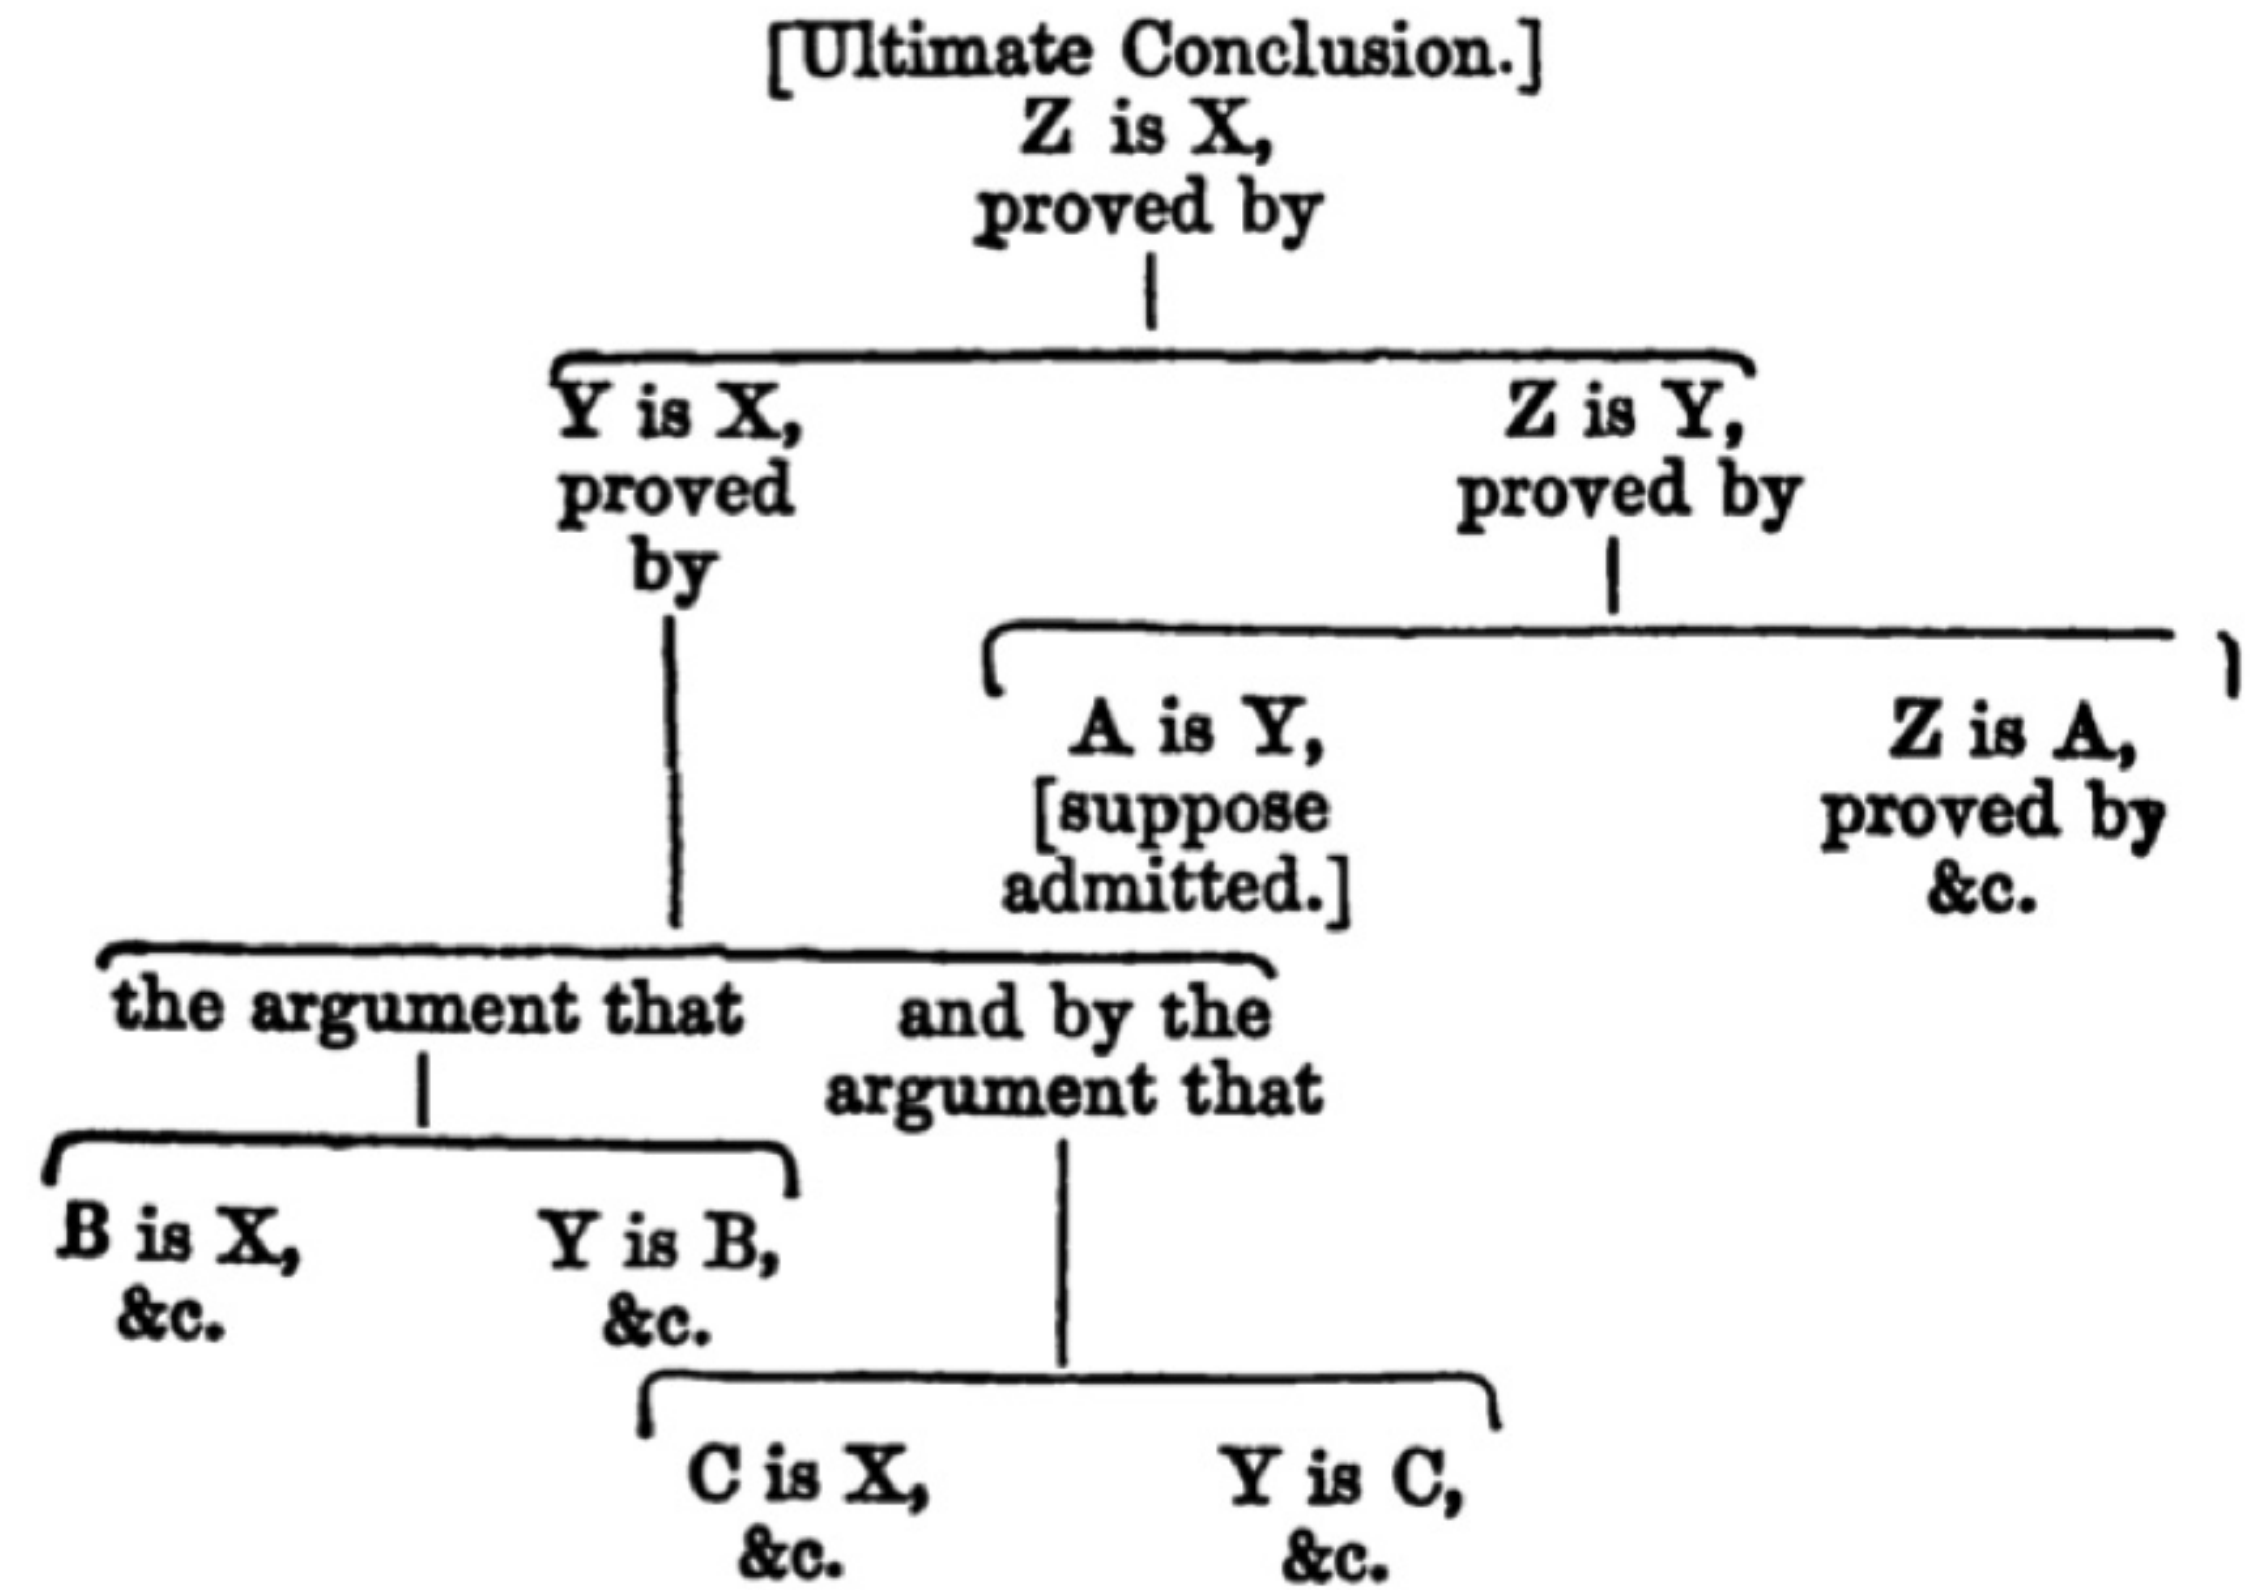 [Ultimate Conclusion.]
Z is X,
proved by
Y is X,
proved
by
Z is Y,
proved by
A is Y,
[suppose
admitted.]
Z is A,
proved by
&c.
the argument that
and by the
argument that
B is X,
&c.
Y is B,
&c.
C is X,
&c.
Y is C,
&c.